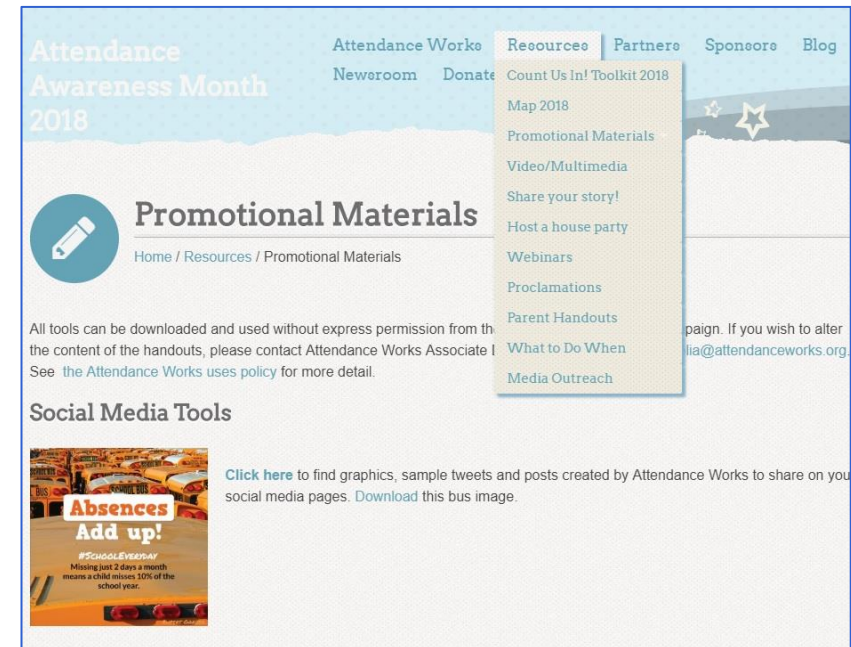 Attendance
Awareness Month
2018
Attendance Works Resources Partners Sponsors Blog
Newsroom Donate
Count Us In! Toolkit 2018
Map 2018
Promotional Materials
Video/Multimedia
Share your story!
Host a house party
Webinars
Proclamations
Parent Handouts
What to Do When
Media Outreach
Promotional Materials
Home / Resources / Promotional Materials
All tools can be downloaded and used without express permission from th paign. If you wish to alter
the content of the handouts, please contact Attendance Works Associate lia@attendanceworks.org.
See the Attendance Works uses policy for more detail.
Social Media Tools
Absences
Add up!
#SchoolEveryday
Missing just 2 days a month
means a child misses 10% of the
school year.
Click here to find graphics, sample tweets and posts created by Attendance Works to share on you
social media pages. Download this bus image.